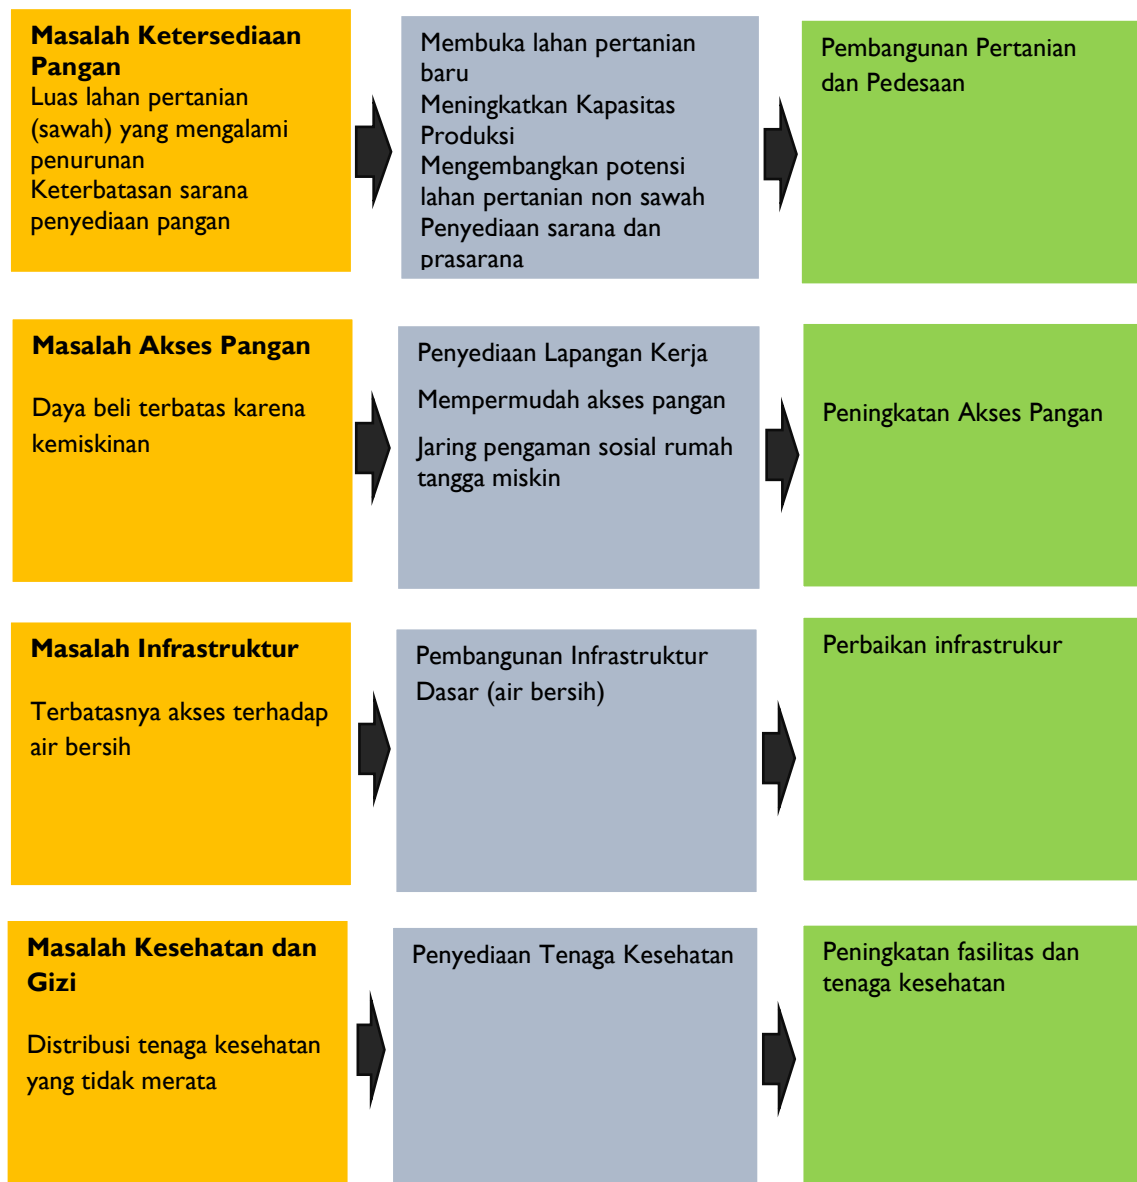 Masalah Ketersediaan
Pangan
Luas lahan pertanian
(sawah) yang mengalami
penurunan
Keterbatasan sarana
penyediaan pangan
Membuka lahan pertanian
baru
Meningkatkan Kapasitas
Produksi
Mengembangkan potensi
lahan pertanian non sawah
Penyediaan sarana dan
prasarana
Pembangunan Pertanian
dan Pedesaan
Masalah Akses Pangan
Daya beli terbatas karena
kemiskinan
Penyediaan Lapangan Kerja
Mempermudah akses pangan
Jaring pengaman sosial rumah
tangga miskin
Peningkatan Akses Pangan
Masalah Infrastruktur
Terbatasnya akses terhadap
air bersih
Pembangunan Infrastruktur
Dasar (air bersih)
Perbaikan infrastrukur
Masalah Kesehatan dan
Gizi
Distribusi tenaga kesehatan
yang tidak merata
Penyediaan Tenaga Kesehatan
Peningkatan fasilitas dan
tenaga kesehatan